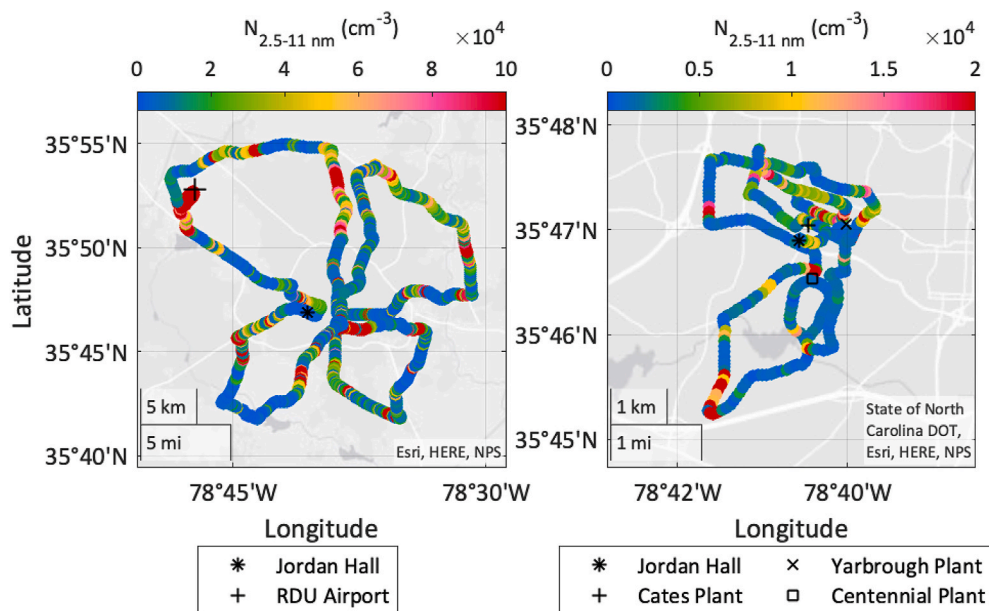 N2.5-11 nm (cm-3) ×10^4
0 2 4 6 8 10
35°55'N
35°50'N
35°45'N
35°40'N
Latitude
5 km
5 mi
Esri, HERE, NPS
78°45'W 78°30'W
Longitude
Jordan Hall
RDU Airport
N2.5-11 nm (cm-3) ×10^4
0 0.5 1 1.5 2
35°48'N
35°47'N
35°46'N
35°45'N
1 km
1 mi
State of North
Carolina DOT,
Esri, HERE, NPS
78°42'W 78°40'W
Longitude
Jordan Hall Yarbrough Plant
Cates Plant Centennial Plant